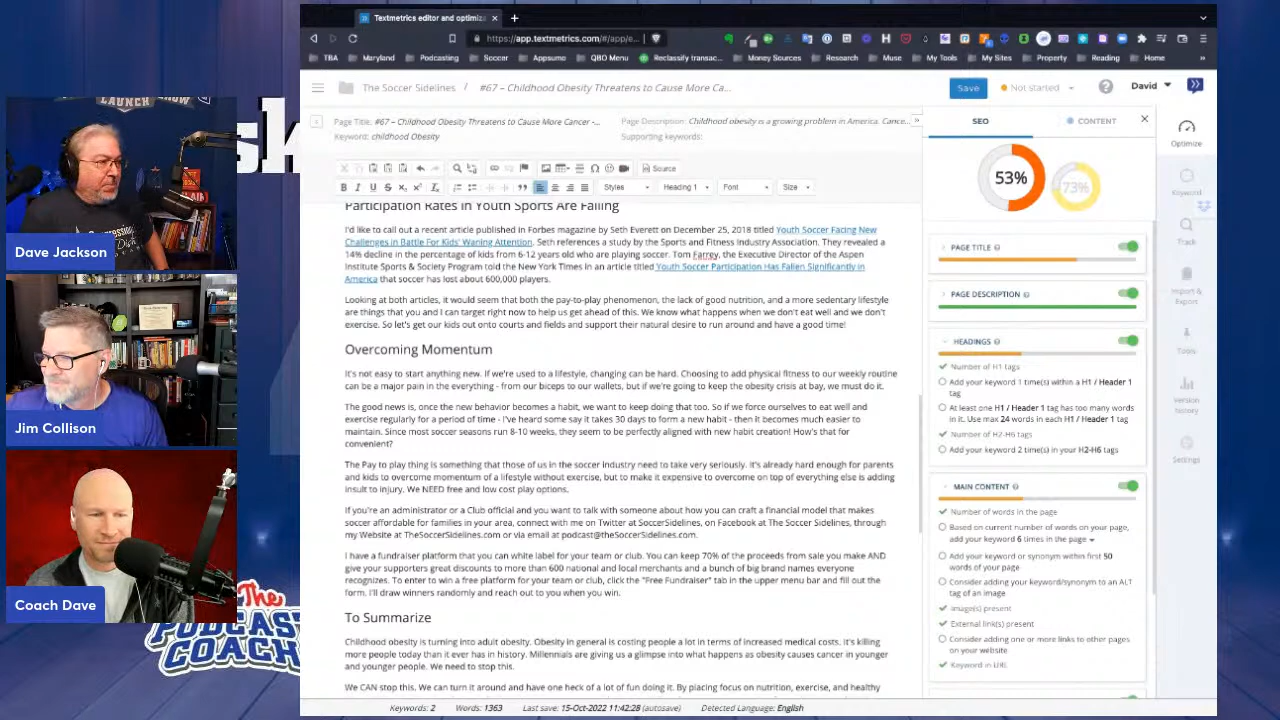 LAUNCH SHOW
Dave Jackson
Jim Collison
Coach Dave
The
PODCAST
COACH
Textmetrics editor and optimiz
https://app.textmetrics.com/#/app/e...
TBA Maryland Podcasting Soccer Appsumo QBO Menu Reclassify transac... Money Sources Research Muse My Tools My Sites Property Reading Home »
The Soccer Sidelines / #67 – Childhood Obesity Threatens to Cause More Ca...
Save Not started David
Page Title: #67 – Childhood Obesity Threatens to Cause More Cancer -...
Page Description: Childhood obesity is a growing problem in America. Cance...
Keyword: childhood Obesity
Supporting keywords:
Source
B I U S Styles Heading 1 Font Size
Participation Rates in Youth Sports Are Falling
I'd like to call out a recent article published in Forbes magazine by Seth Everett on December 25, 2018 titled Youth Soccer Facing New
Challenges in Battle For Kids' Waning Attention. Seth references a study by the Sports and Fitness Industry Association. They revealed a
14% decline in the percentage of kids from 6-12 years old who are playing soccer. Tom Farrey, the Executive Director of the Aspen
Institute Sports & Society Program told the New York Times in an article titled Youth Soccer Participation Has Fallen Significantly in
America that soccer has lost about 600,000 players.
Looking at both articles, it would seem that both the pay-to-play phenomenon, the lack of good nutrition, and a more sedentary lifestyle
are things that you and I can target right now to help us get ahead of this. We know what happens when we don't eat well and we don't
exercise. So let's get our kids out onto courts and fields and support their natural desire to run around and have a good time!
Overcoming Momentum
It's not easy to start anything new. If we're used to a lifestyle, changing can be hard. Choosing to add physical fitness to our weekly routine
can be a major pain in the everything - from our biceps to our wallets, but if we're going to keep the obesity crisis at bay, we must do it.
The good news is, once the new behavior becomes a habit, we want to keep doing that too. So if we force ourselves to eat well and
exercise regularly for a period of time - I've heard some say it takes 30 days to form a new habit - then it becomes much easier to
maintain. Since most soccer seasons run 8-10 weeks, they seem to be perfectly aligned with new habit creation! How's that for
convenient?
The Pay to play thing is something that those of us in the soccer industry need to take very seriously. It's already hard enough for parents
and kids to overcome momentum of a lifestyle without exercise, but to make it expensive to overcome on top of everything else is adding
insult to injury. We NEED free and low cost play options.
If you're an administrator or a Club official and you want to talk with someone about how you can craft a financial model that makes
soccer affordable for families in your area, connect with me on Twitter at SoccerSidelines, on Facebook at The Soccer Sidelines, through
my Website at TheSoccerSidelines.com or via email at podcast@theSoccerSidelines.com.
I have a fundraiser platform that you can white label for your team or club. You can keep 70% of the proceeds from sale you make AND
give your supporters great discounts to more than 600 national and local merchants and a bunch of big brand names everyone
recognizes. To enter to win a free platform for your team or club, click the "Free Fundraiser" tab in the upper menu bar and fill out the
form. I'll draw winners randomly and reach out to you when you win.
To Summarize
Childhood obesity is turning into adult obesity. Obesity in general is costing people a lot in terms of increased medical costs. It's killing
more people today than it ever has in history. Millennials are giving us a glimpse into what happens as obesity causes cancer in younger
and younger people. We need to stop this.
We CAN stop this. We can turn it around and have one heck of a lot of fun doing it. By placing focus on nutrition, exercise, and healthy
Keywords: 2 Words: 1363 Last save: 15-Oct-2022 11:42:28 (autosave) Detected Language: English
SEO CONTENT
53% 73%
PAGE TITLE
PAGE DESCRIPTION
HEADINGS
Number of H1 tags
Add your keyword 1 time(s) within a H1 / Header 1
tag
At least one H1 / Header 1 tag has too many words
in it. Use max 24 words in each H1 / Header 1 tag
Number of H2-H6 tags
Add your keyword 2 time(s) in your H2-H6 tags
MAIN CONTENT
Number of words in the page
Based on current number of words on your page,
add your keyword 6 times in the page
Add your keyword or synonym within first 50
words of your page
Consider adding your keyword/synonym to an ALT
tag of an image
Image(s) present
External link(s) present
Consider adding one or more links to other pages
on your website
Keyword in URL
Optimize
Keyword
Track
Import &
Export
Tools
Version
history
Settings